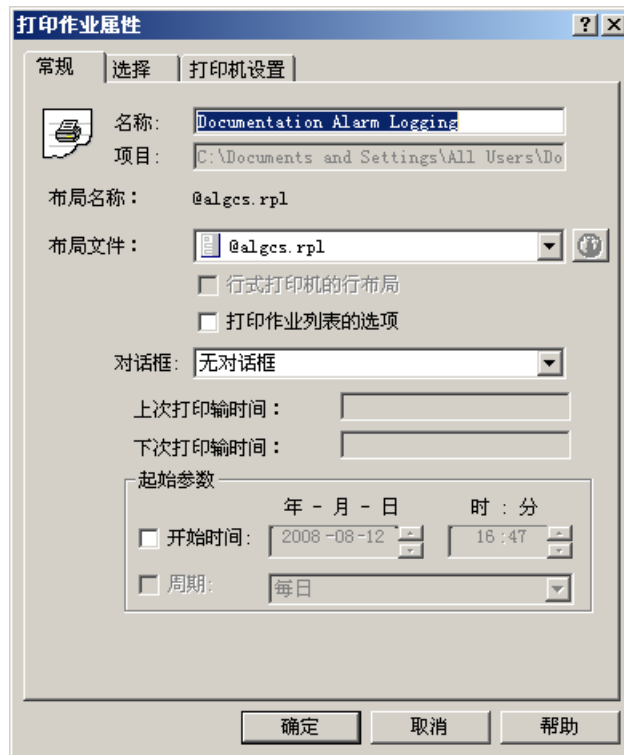 打印作业属性
常规 选择 打印机设置
名称: Documentation Alarm Logging
项目: C:\Documents and Settings\All Users\Do
布局名称: @algcs.rpl
布局文件: @algcs.rpl
行式打印机的行布局
打印作业列表的选项
对话框: 无对话框
上次打印输时间:
下次打印输时间:
起始参数
年 - 月 - 日 时 : 分
开始时间: 2008-08-12 16:47
周期: 每日
确定 取消 帮助